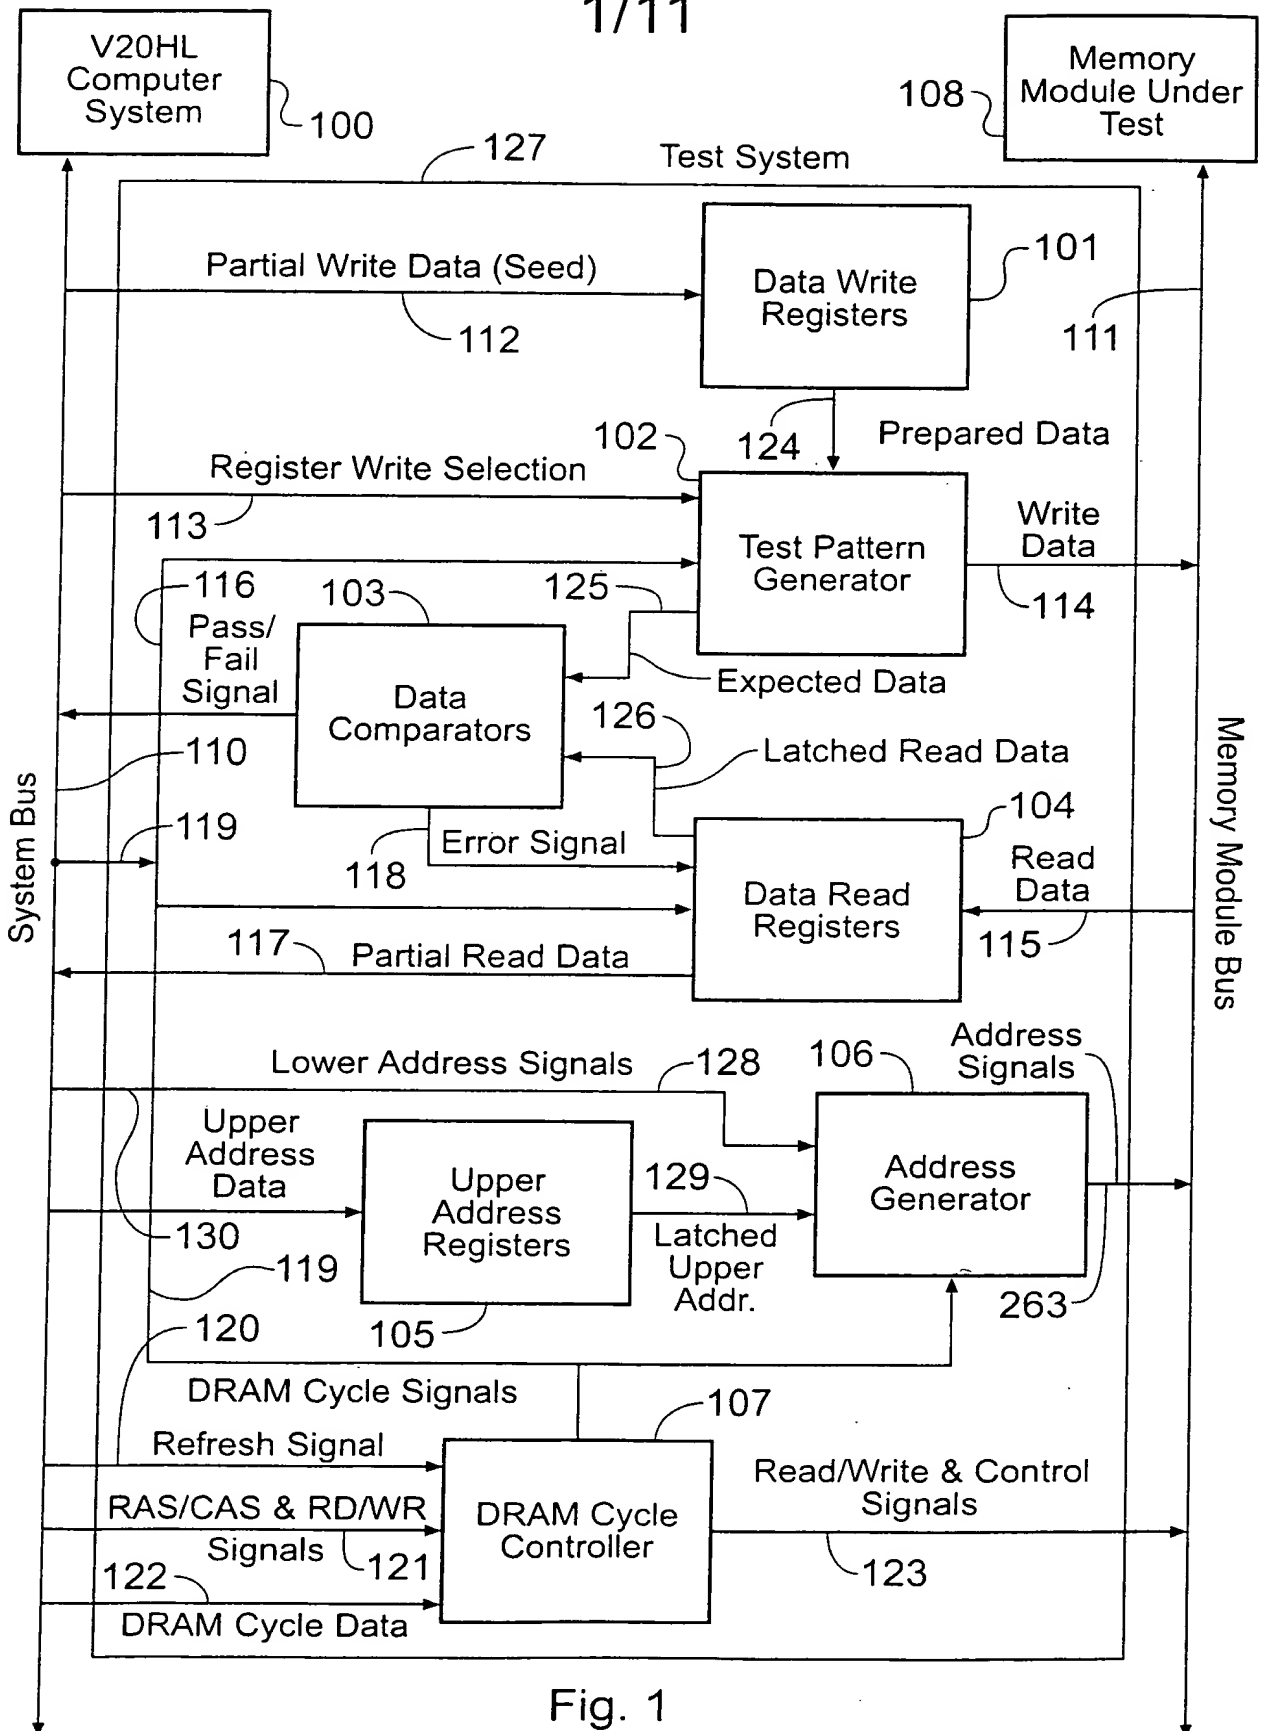 1/11
V20HL
Computer
System
100
Memory
Module Under
Test
108
127
Test System
Partial Write Data (Seed)
112
Data Write
Registers
101
111
124
Prepared Data
102
Register Write Selection
113
Test Pattern
Generator
Write
Data
114
116
103
125
Pass/
Fail
Signal
Data
Comparators
Expected Data
126
Latched Read Data
110
System Bus
Memory Module Bus
119
118
Error Signal
104
Data Read
Registers
Read
Data
115
117
Partial Read Data
Lower Address Signals
128
106
Address
Signals
Upper
Address
Data
Upper
Address
Registers
129
Address
Generator
130
Latched
Upper
Addr.
119
263
105
120
DRAM Cycle Signals
107
Refresh Signal
RAS/CAS & RD/WR
Signals
121
DRAM Cycle
Controller
Read/Write & Control
Signals
123
122
DRAM Cycle Data
Fig. 1